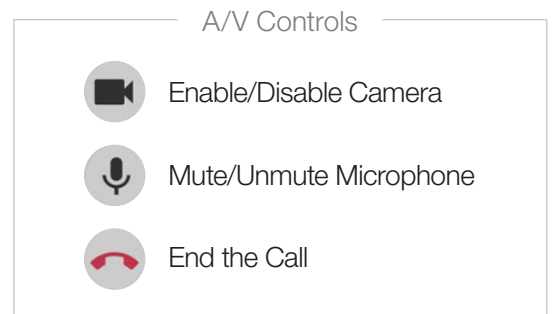 A/V Controls
Enable/Disable Camera
Mute/Unmute Microphone
End the Call